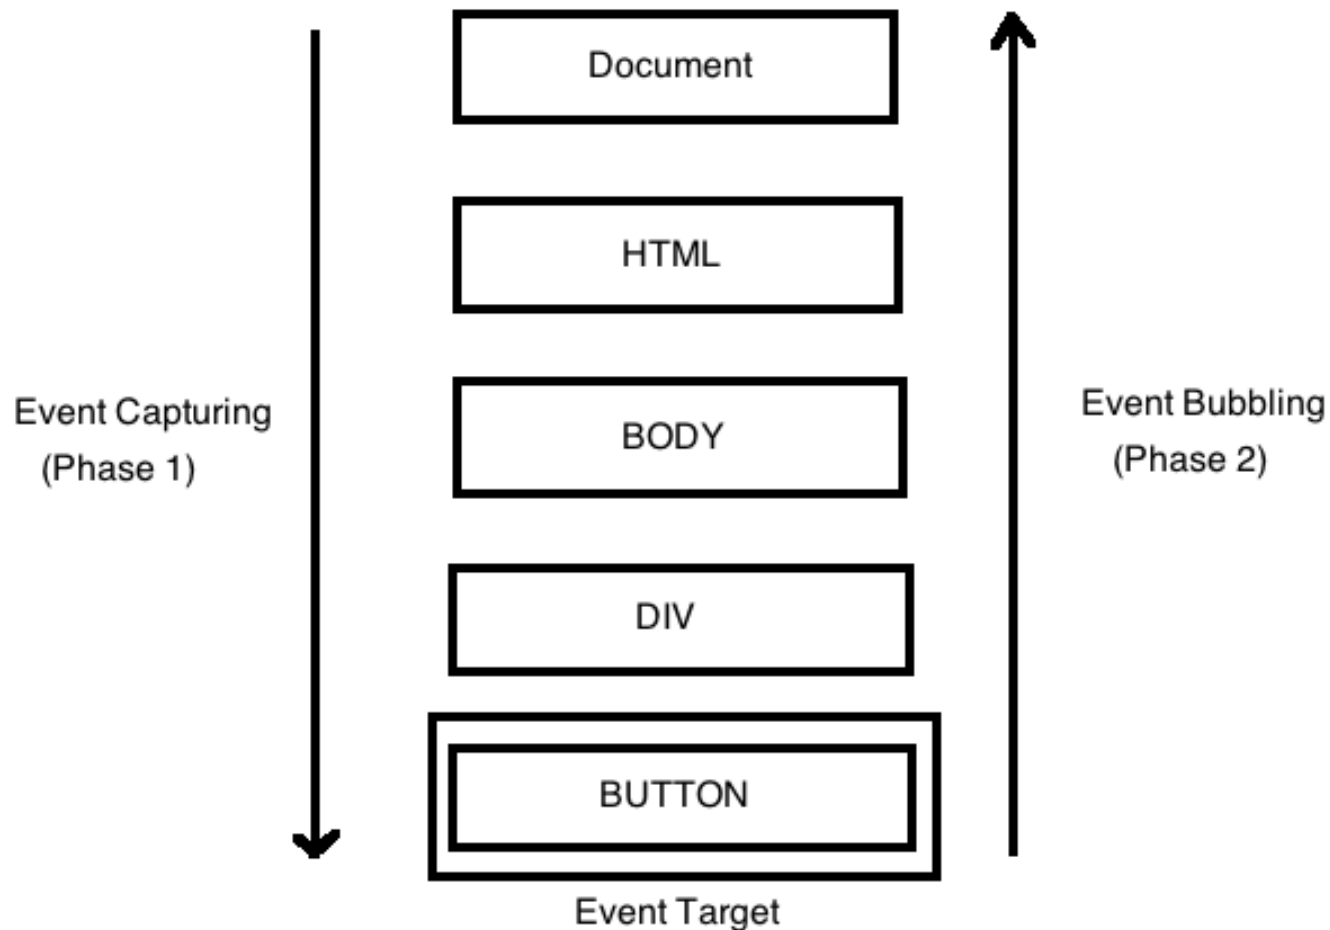 Document
HTML
Event Capturing
(Phase 1)
BODY
Event Bubbling
(Phase 2)
DIV
BUTTON
Event Target